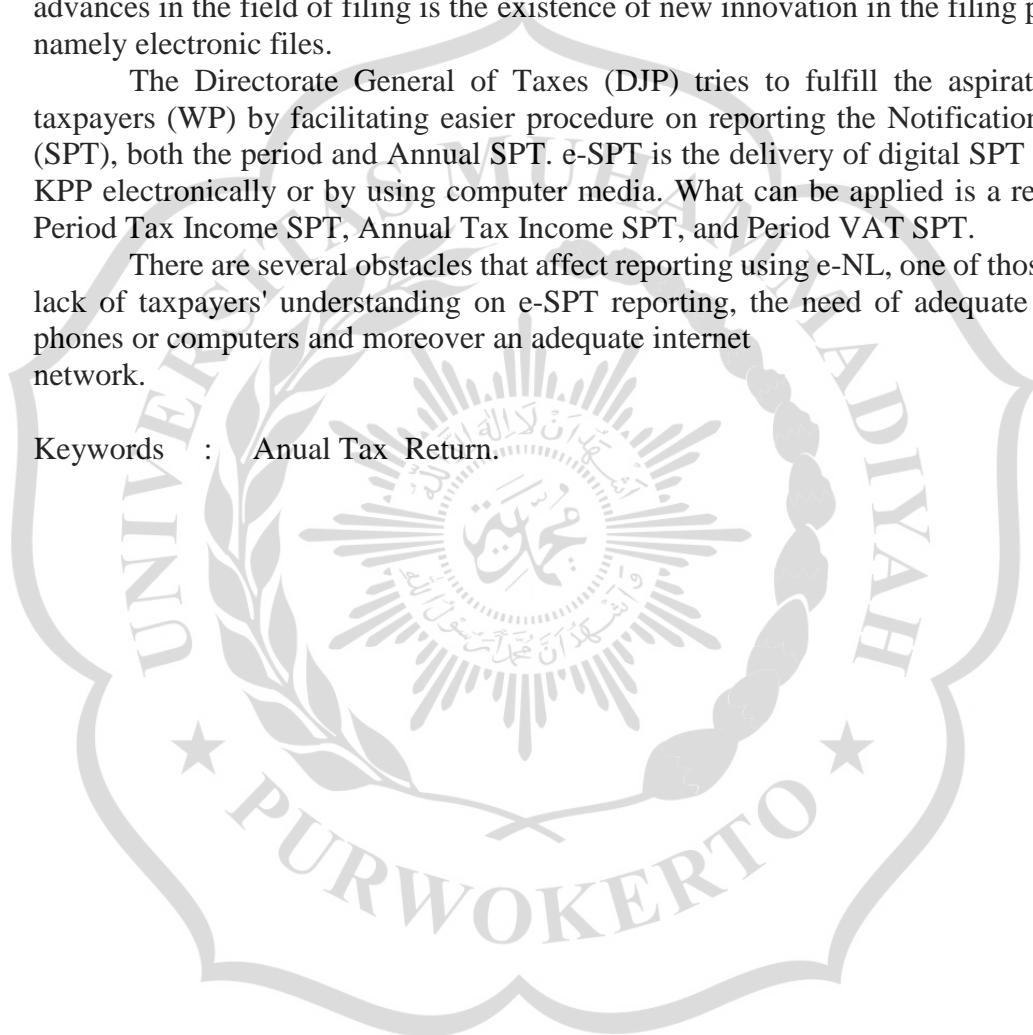 advances in the field of filing is the existence of new innovation in the filing
namely electronic files.
The Directorate General of Taxes (DJP) tries to fulfill the
taxpayers (WP) by facilitating easier procedure on reporting the Notification
(SPT), both the period and Annual SPT. e-SPT is the delivery of digital SPT
KPP electronically or by using computer media. What can be applied is a
Period Tax Income SPT, Annual Tax Income SPT, and Period VAT SPT.
There are several obstacles that affect reporting using e-NL, one of
lack of taxpayers' understanding on e-SPT reporting, the need of adequate
phones or computers and moreover an adequate internet
network.
Keywords : Anual Tax Return.
UNIVERSITAS MUHAMMADIYAH
PURWOKERTO